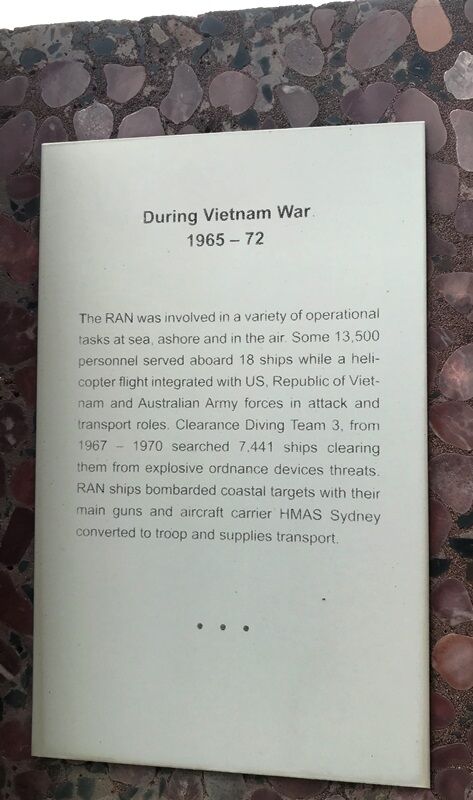 During Vietnam War
1965 – 72
The RAN was involved in a variety of operational
tasks at sea, ashore and in the air. Some 13,500
personnel served aboard 18 ships while a heli-
copter flight integrated with US, Republic of Viet-
nam and Australian Army forces in attack and
transport roles. Clearance Diving Team 3, from
1967 – 1970 searched 7,441 ships clearing
them from explosive ordnance devices threats.
RAN ships bombarded coastal targets with their
main guns and aircraft carrier HMAS Sydney
converted to troop and supplies transport.
• • •